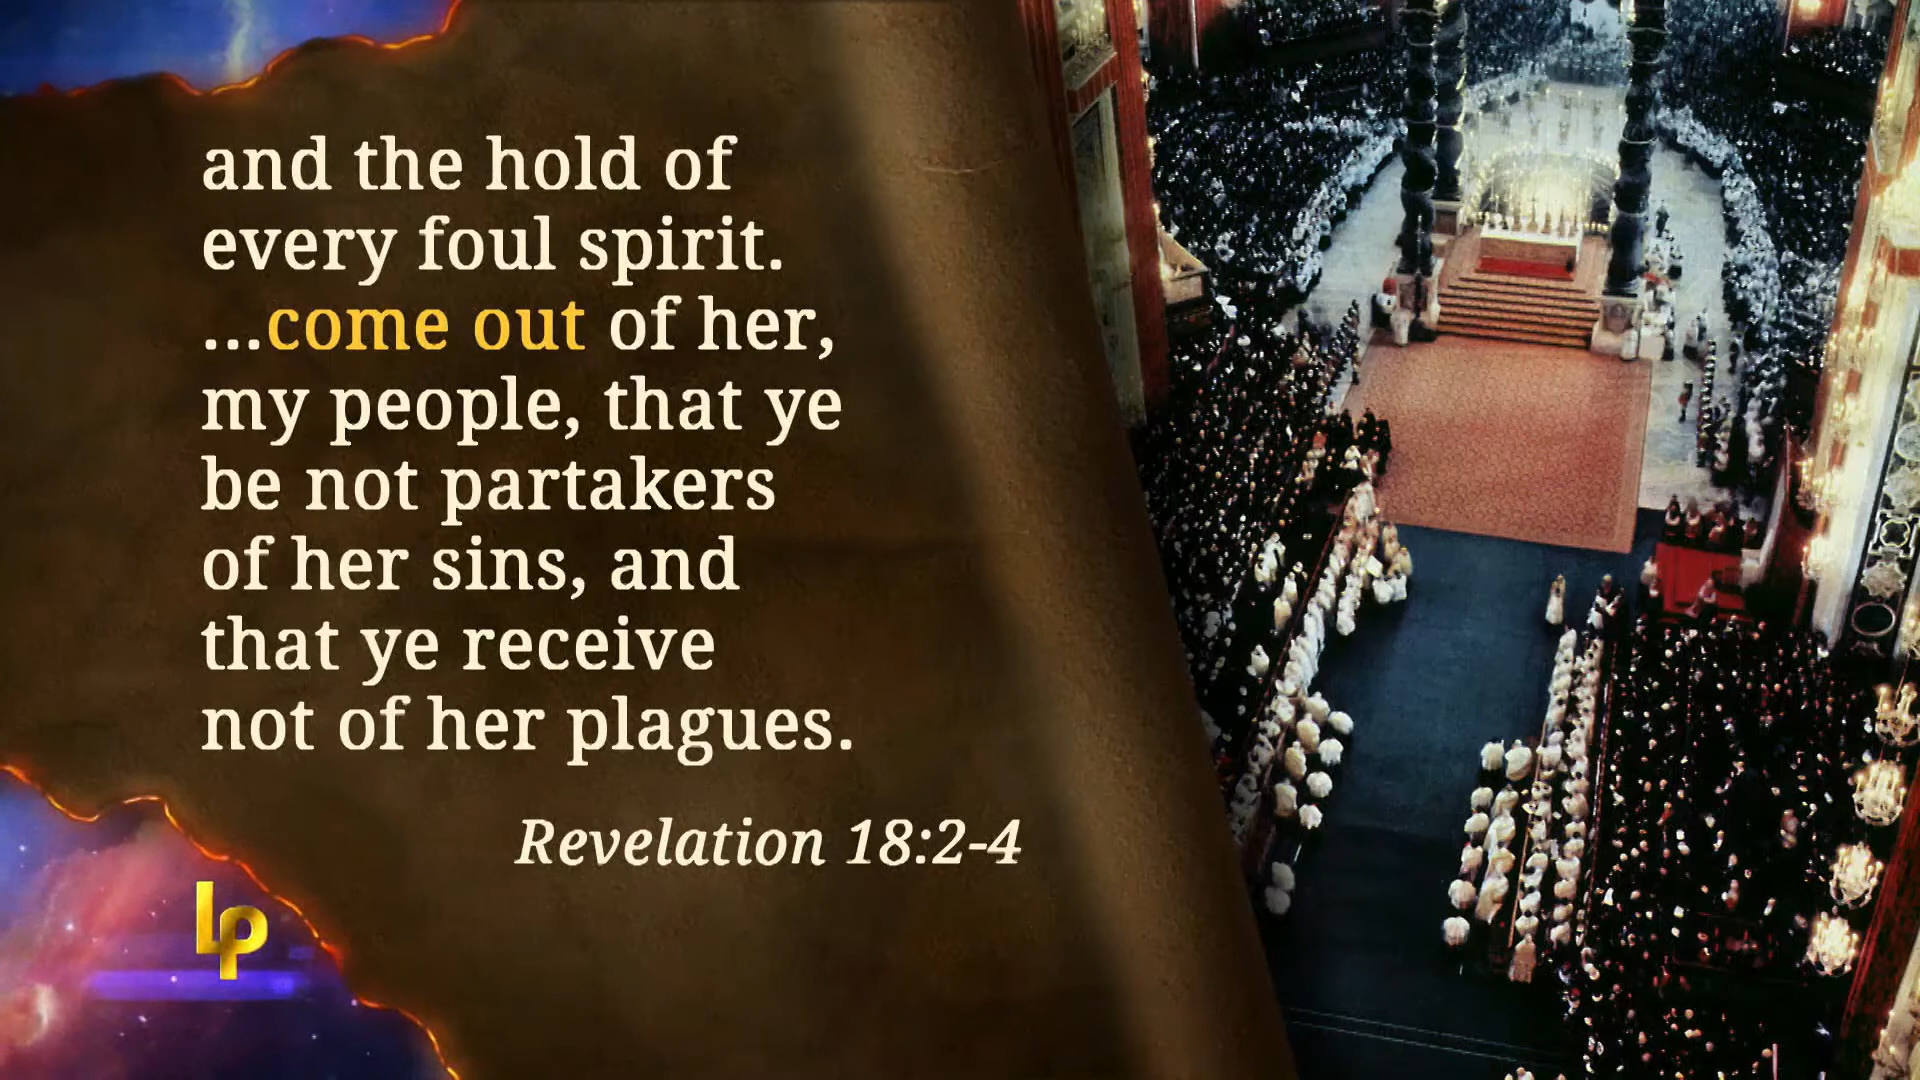 and the hold of
every foul spirit.
...come out of her,
my people, that ye
be not partakers
of her sins, and
that ye receive
not of her plagues.
Revelation 18:2-4
LP